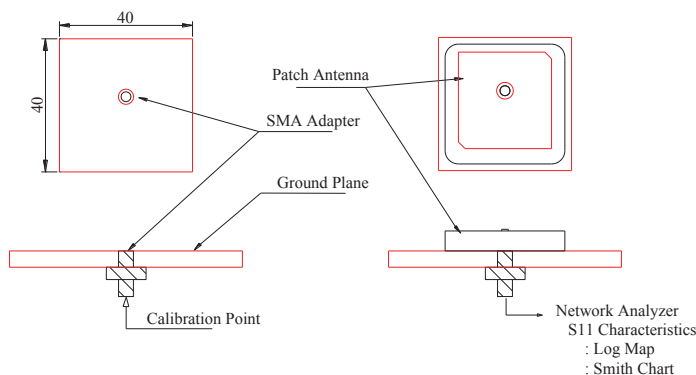 40
40
Patch Antenna
SMA Adapter
Ground Plane
Calibration Point
Network Analyzer
S11 Characteristics
: Log Map
: Smith Chart